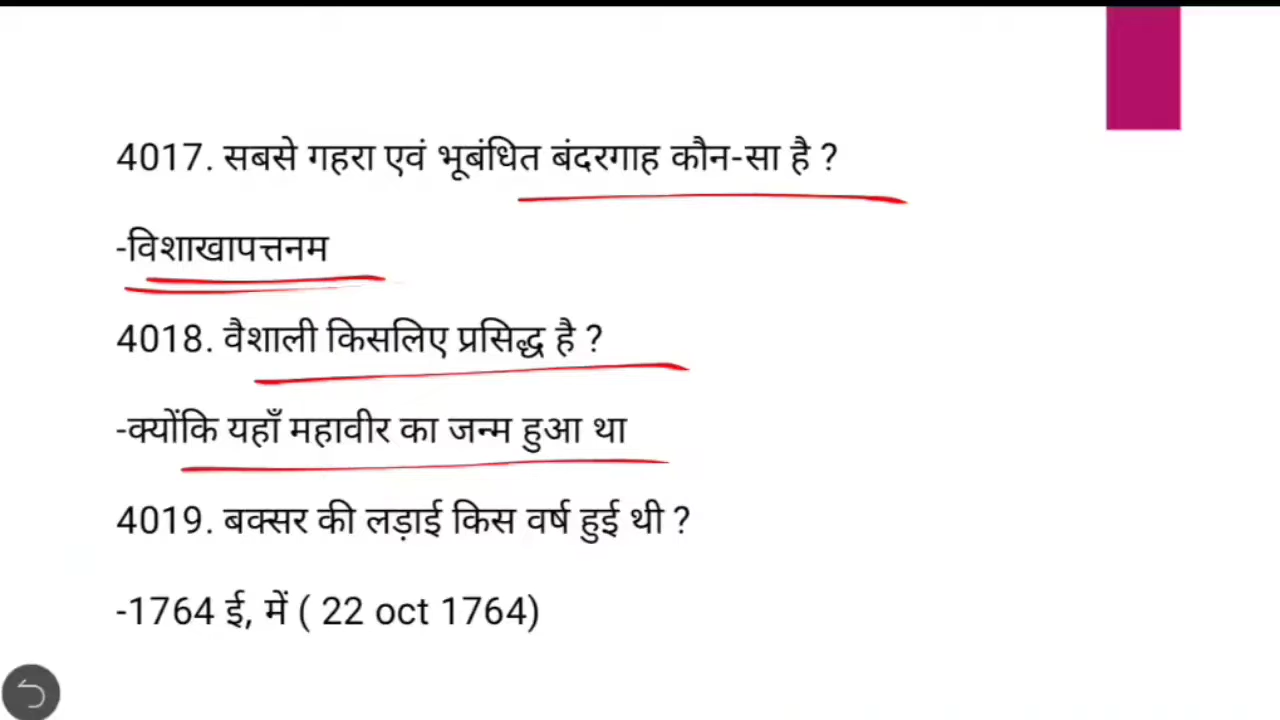 4017. सबसे गहरा एवं भूबंधित बंदरगाह कौन-सा है ?
-विशाखापत्तनम
4018. वैशाली किसलिए प्रसिद्ध है ?
-क्योंकि यहाँ महावीर का जन्म हुआ था
4019. बक्सर की लड़ाई किस वर्ष हुई थी ?
-1764 ई, में ( 22 oct 1764)